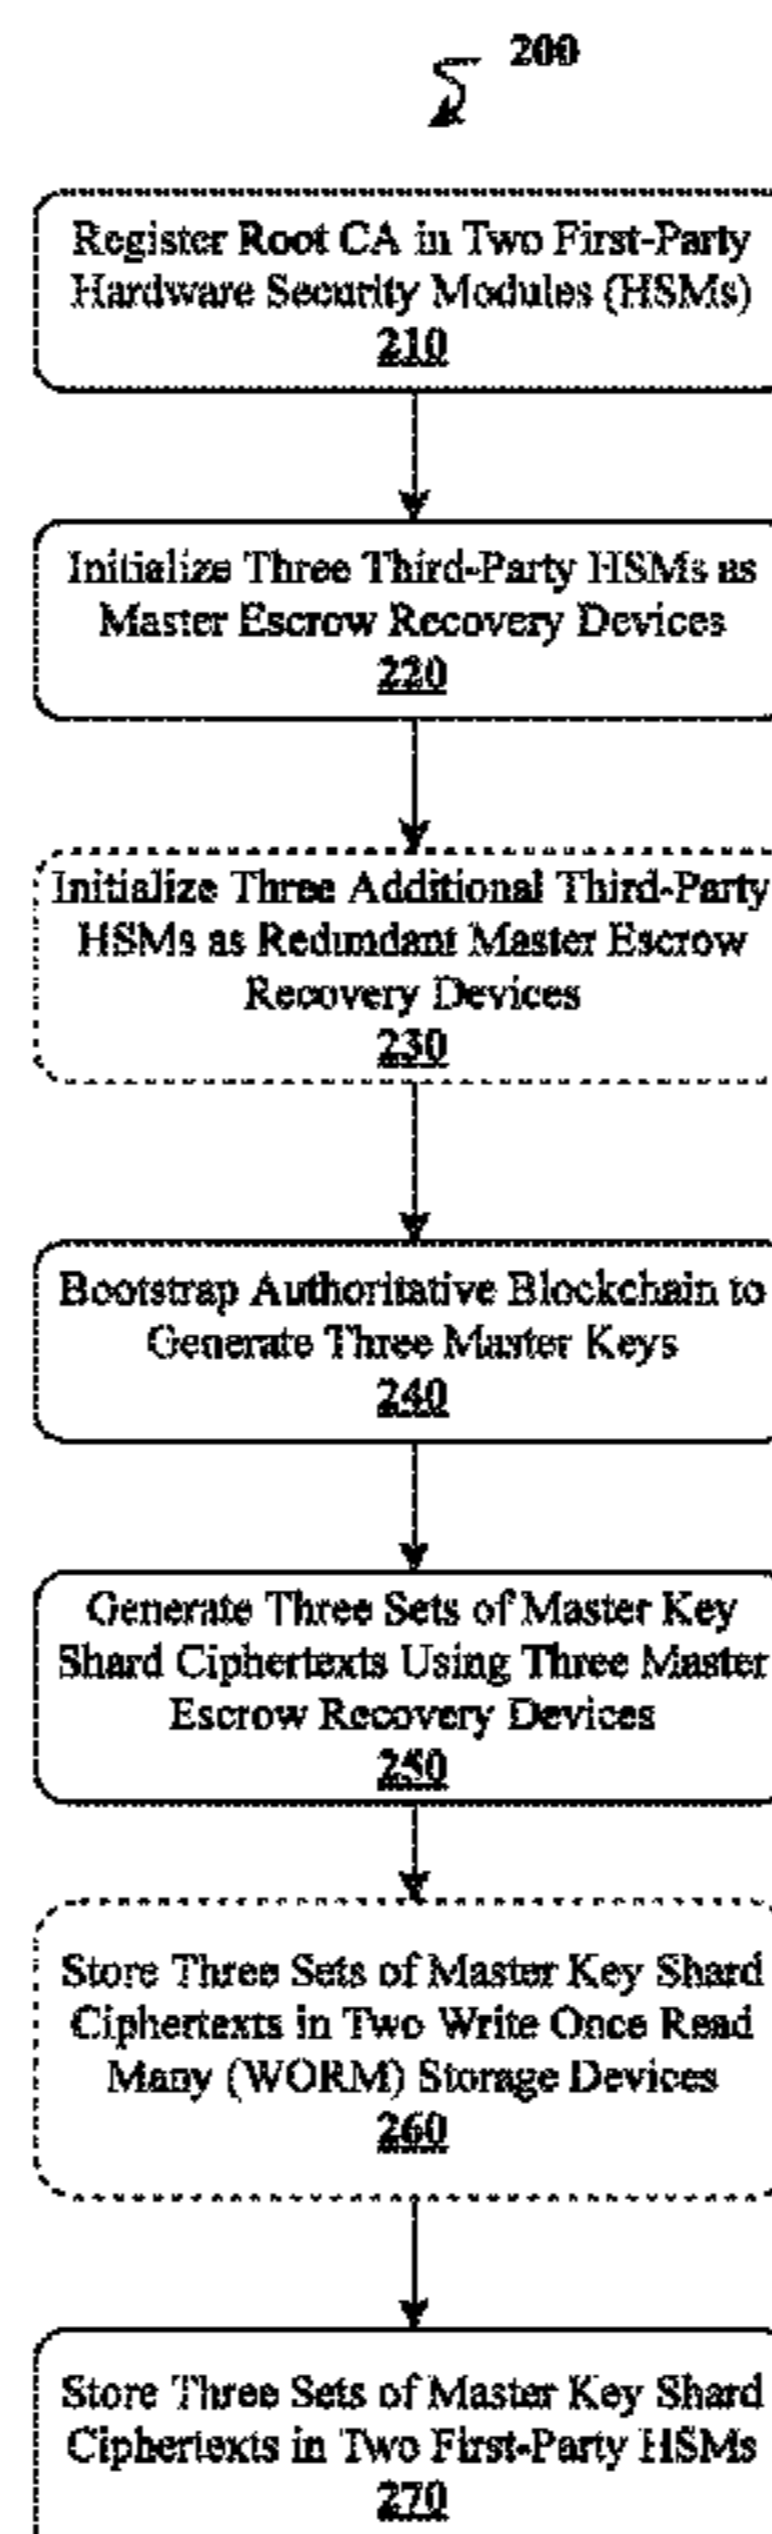 200
Register Root CA in Two First-Party
Hardware Security Modules (HSMs)
210
Initialize Three Third-Party HSMs as
Master Escrow Recovery Devices
220
Initialize Three Additional Third-Party
HSMs as Redundant Master Escrow
Recovery Devices
230
Bootstrap Authoritative Blockchain to
Generate Three Master Keys
240
Generate Three Sets of Master Key
Shard Ciphertexts Using Three Master
Escrow Recovery Devices
250
Store Three Sets of Master Key Shard
Ciphertexts in Two Write Once Read
Many (WORM) Storage Devices
260
Store Three Sets of Master Key Shard
Ciphertexts in Two First-Party HSMs
270